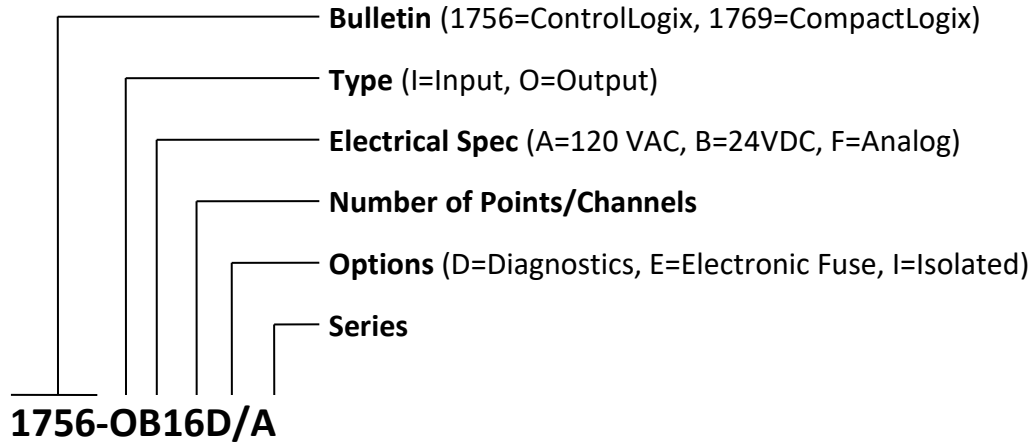 Bulletin (1756=ControlLogix, 1769=CompactLogix)
Type (I=Input, O=Output)
Electrical Spec (A=120 VAC, B=24VDC, F=Analog)
Number of Points/Channels
Options (D=Diagnostics, E=Electronic Fuse, I=Isolated)
Series
1756-OB16D/A